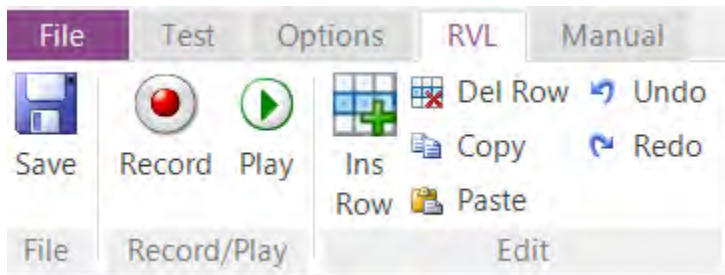 File Test Options RVL Manual
Del Row Undo
Save Record Play Ins Row Copy Redo
Paste
File Record/Play Edit